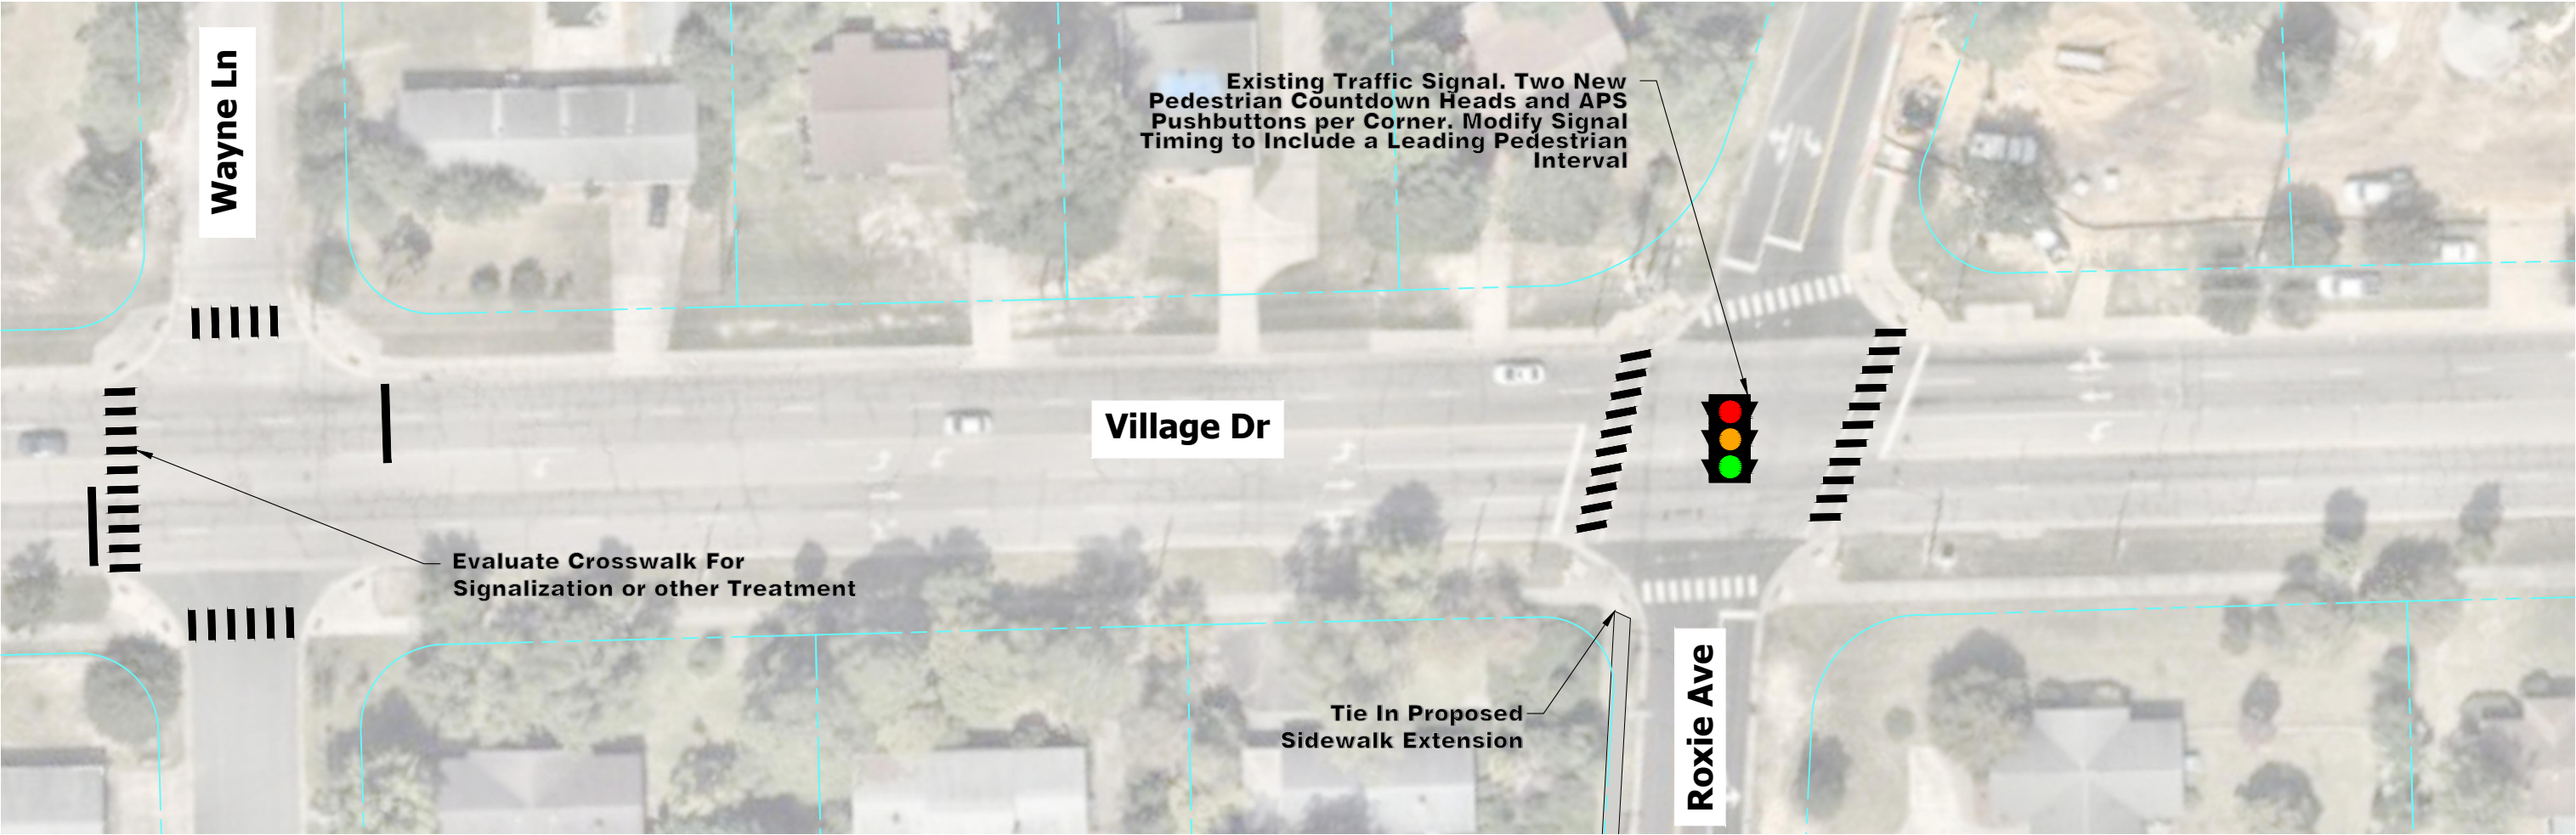 Wayne Ln
Existing Traffic Signal. Two New
Pedestrian Countdown Heads and APS
Pushbuttons per Corner. Modify Signal
Timing to Include a Leading Pedestrian
Interval
Village Dr
Evaluate Crosswalk For
Signalization or other Treatment
Tie In Proposed
Sidewalk Extension
Roxie Ave